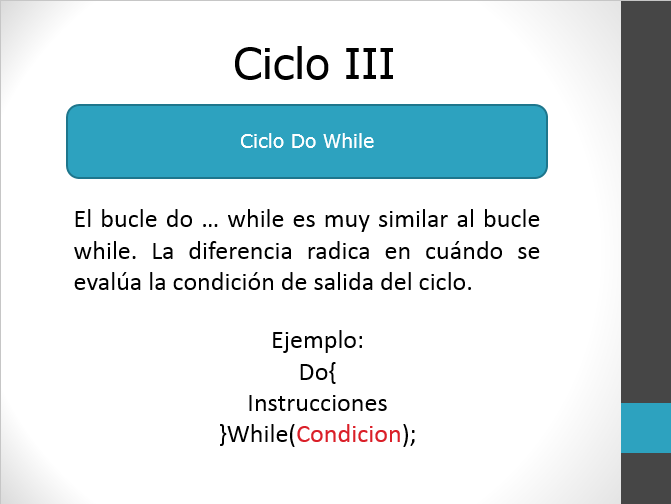 Ciclo III
Ciclo Do While
El bucle do … while es muy similar al bucle
while. La diferencia radica en cuándo se
evalúa la condición de salida del ciclo.
Ejemplo:
Do{
Instrucciones
}While(Condicion);